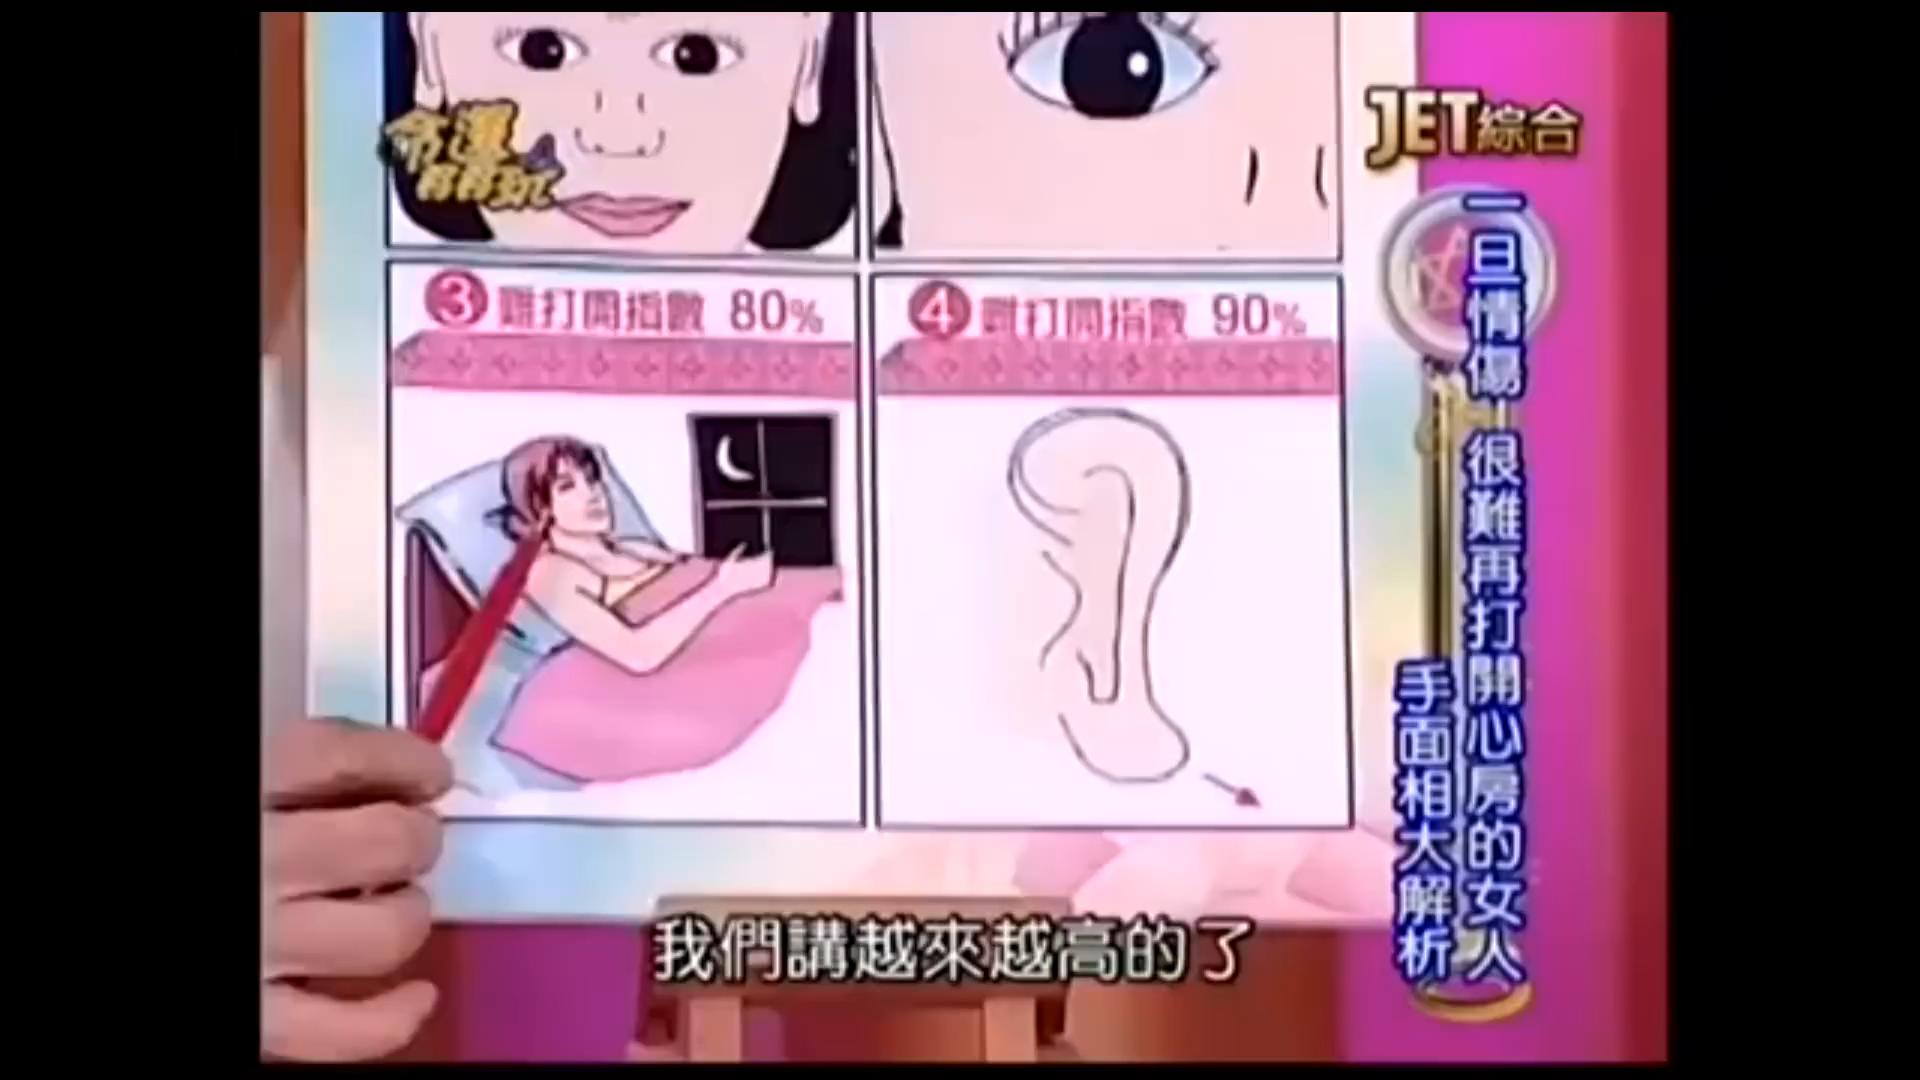 命運
好好玩
JET綜合
③難打開指數 80%
④難打開指數 90%
一旦情傷！很難再打開心房的女人
手面相大解析
我們講越來越高的了